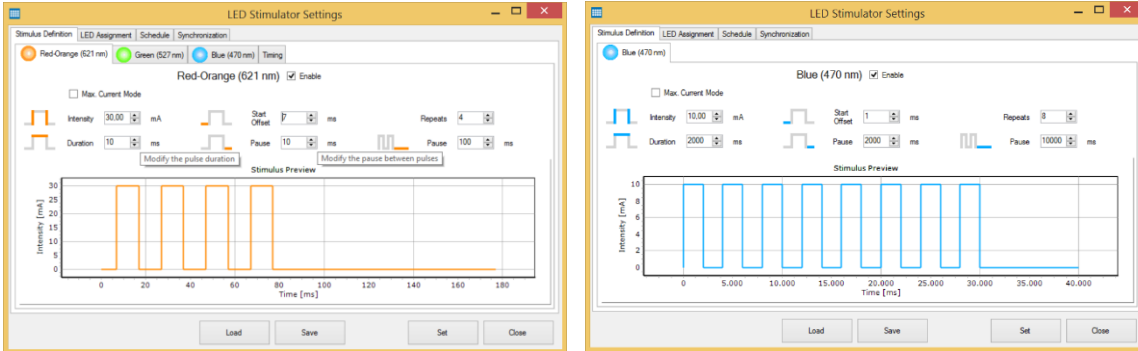 LED Stimulator Settings
Stimulus Definition LED Assignment Schedule Synchronization
Red-Orange (621 nm) Green (527 nm) Blue (470 nm) Timing
Red-Orange (621 nm) Enable
Max. Current Mode
Intensity 30,00 mA Start Offset 7 ms Repeats 4
Duration 10 ms Pause 10 ms Pause 100 ms
Modify the pulse duration Modify the pause between pulses
Stimulus Preview
30
25
20
15
10
5
0
Intensity [mA]
0 20 40 60 80 100 120 140 160 180
Time [ms]
Load Save Set Close
LED Stimulator Settings
Stimulus Definition LED Assignment Schedule Synchronization
Blue (470 nm)
Blue (470 nm) Enable
Max. Current Mode
Intensity 10,00 mA Start Offset 1 ms Repeats 8
Duration 2000 ms Pause 2000 ms Pause 10000 ms
Stimulus Preview
10
8
6
4
2
0
Intensity [mA]
0 5.000 10.000 15.000 20.000 25.000 30.000 35.000 40.000
Time [ms]
Load Save Set Close